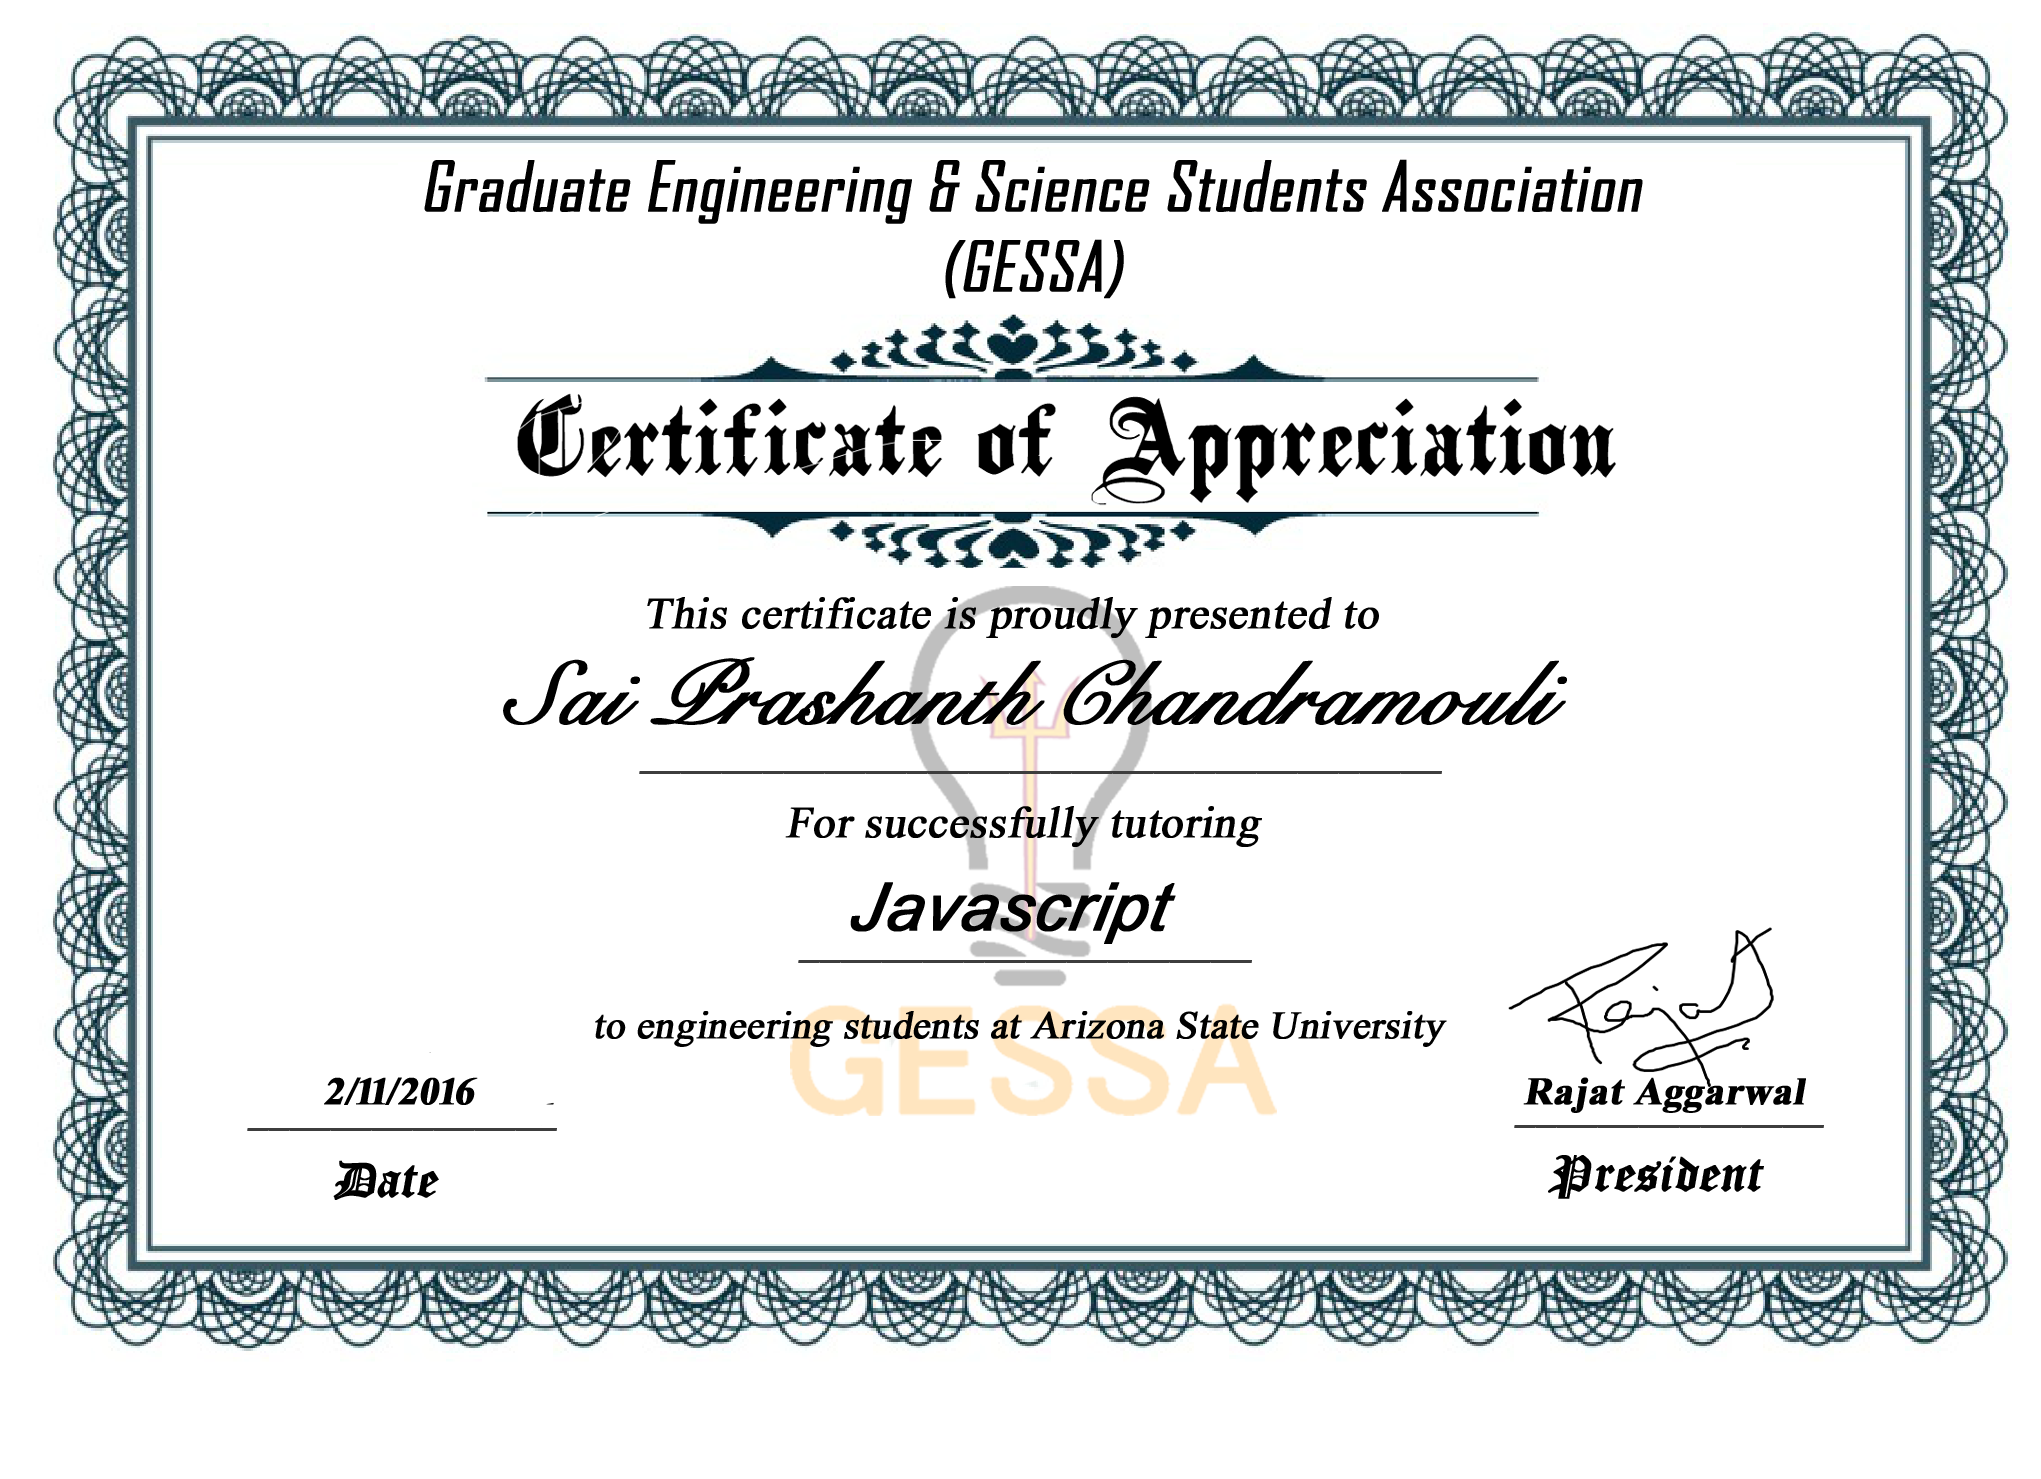 Graduate Engineering & Science Students Association
(GESSA)
Certificate of Appreciation
This certificate is proudly presented to
Sai Prashanth Chandramouli
For successfully tutoring
Javascript
to engineering students at Arizona State University
GESSA
Rajat
2/11/2016
Rajat Aggarwal
Date
President